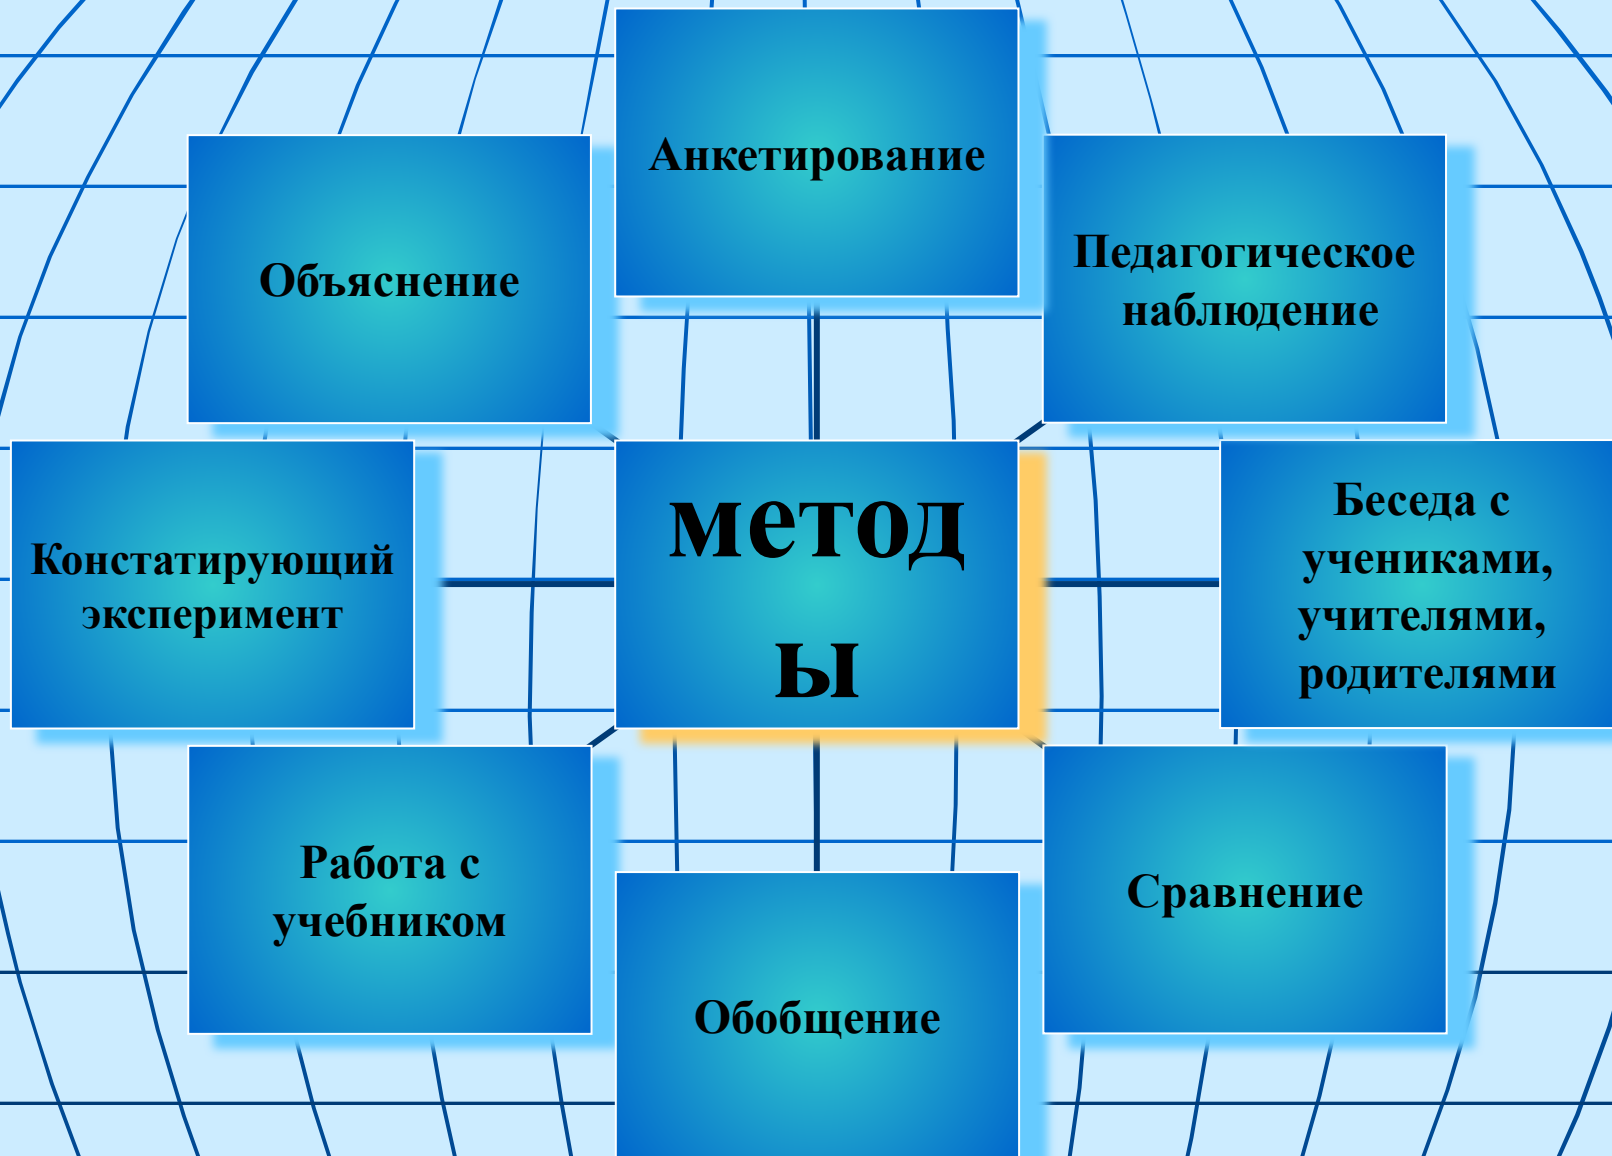 Анкетирование
Объяснение
Педагогическое
наблюдение
Констатирующий
эксперимент
метод
ы
Беседа с
учениками,
учителями,
родителями
Работа с
учебником
Сравнение
Обобщение